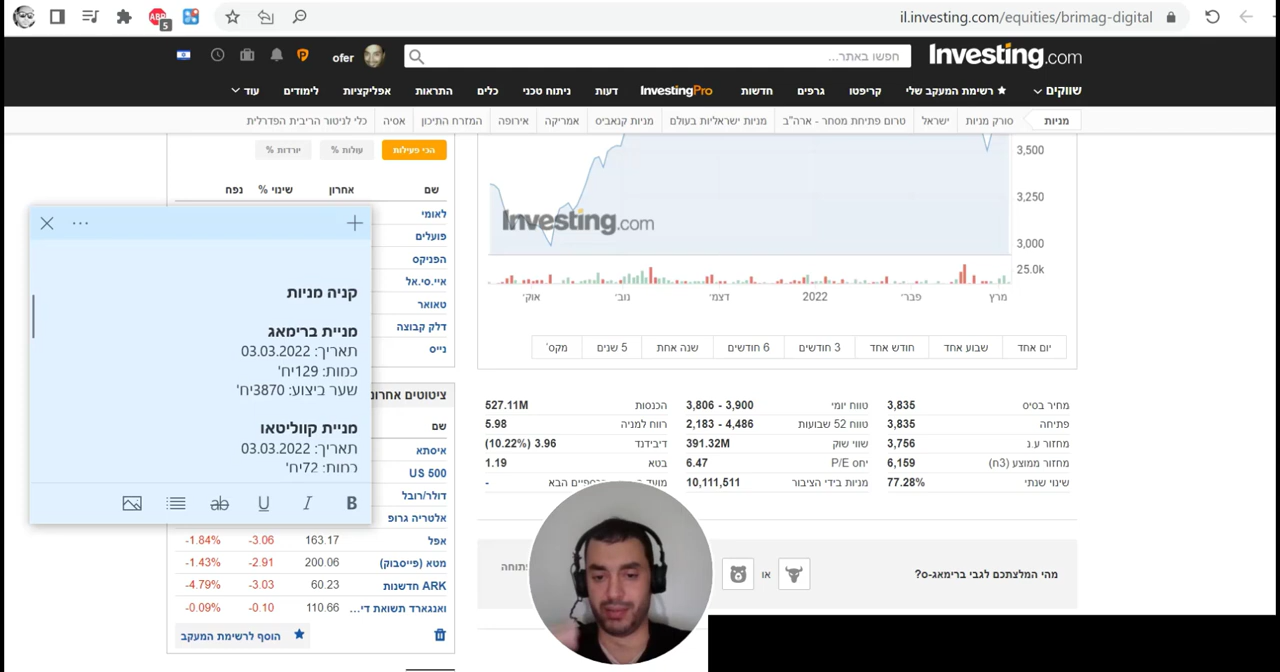 il.investing.com/equities/brimag-digital
ABP
5
Investing.com
חפשו באתר...
ofer
שווקים
רשימת המעקב שלי
קריפטו
גרפים
חדשות
InvestingPro
דעות
ניתוח טכני
כלים
התראות
אפליקציות
לימודים
עוד
מניות
סורק מניות
ישראל
טרום פתיחת מסחר - ארה"ב
מניות ישראליות בעולם
מניות קנאביס
אמריקה
אירופה
המזרח התיכון
אסיה
כלי לניטור הריבית הפדרלית
3,500
3,250
3,000
25.0k
Investing.com
אוק׳
נוב׳
דצמ׳
2022
פבר׳
מרץ
יום אחד
שבוע אחד
חודש אחד
3 חודשים
6 חודשים
שנה אחת
5 שנים
מקס׳
מחיר בסיס 3,835
טווח יומי 3,806 - 3,900
הכנסות 527.11M
פתיחה 3,835
טווח 52 שבועות 2,183 - 4,486
רווח למניה 5.98
מחזור ע.נ 3,756
שווי שוק 391.32M
דיבידנד 3.96 (10.22%)
מחזור ממוצע (3ח) 6,159
יחס P/E 6.47
בטא 1.19
שינוי שנתי 77.28%
מניות בידי הציבור 10,111,511
הבא -
מהי המלצתכם לגבי ברימאג-ס?
או
הכי פעילות
עולות %
יורדות %
שם
אחרון
שינוי %
נפח
לאומי
פועלים
הפניקס
איי.סי.אל
טאואר
דלק קבוצה
נייס
קניה מניות
מניית ברימאג
תאריך: 03.03.2022
כמות: 129יח'
שער ביצוע: 3870יח'
מניית קווליטאו
תאריך: 03.03.2022
כמות: 72יח'
ab U I B
ציטוטים אחרונ
שם
איסתא
US 500
דולר/רובל
אלטריה גרופ
אפל 163.17 -3.06 -1.84%
מטא (פייסבוק) 200.06 -2.91 -1.43%
ARK חדשנות 60.23 -3.03 -4.79%
ואנגארד תשואת די... 110.66 -0.10 -0.09%
הוסף לרשימת המעקב